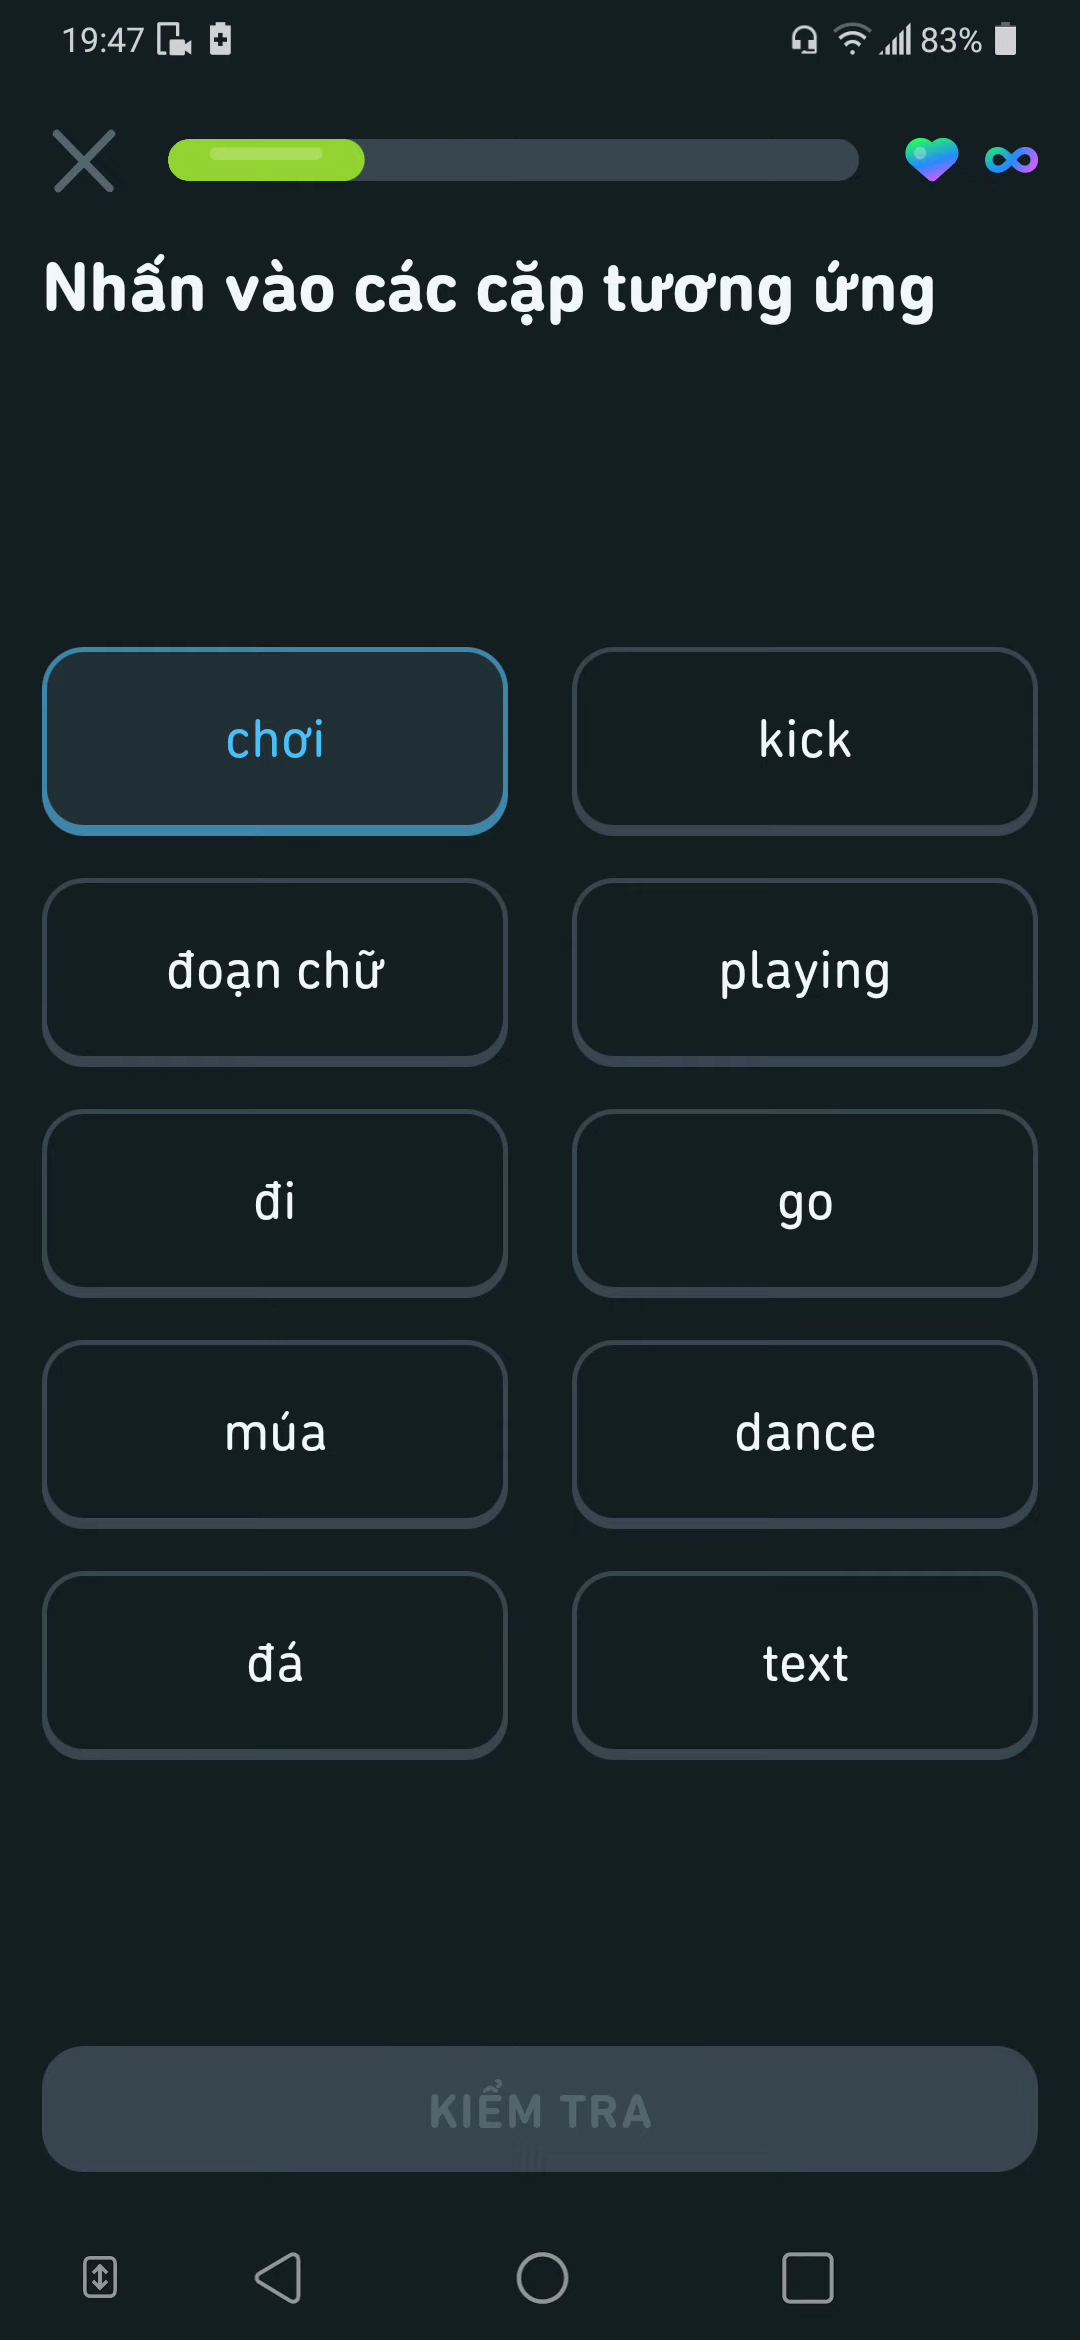 19:47
83%
Nhấn vào các cặp tương ứng
chơi
kick
đoạn chữ
playing
đi
go
múa
dance
đá
text
KIỂM TRA